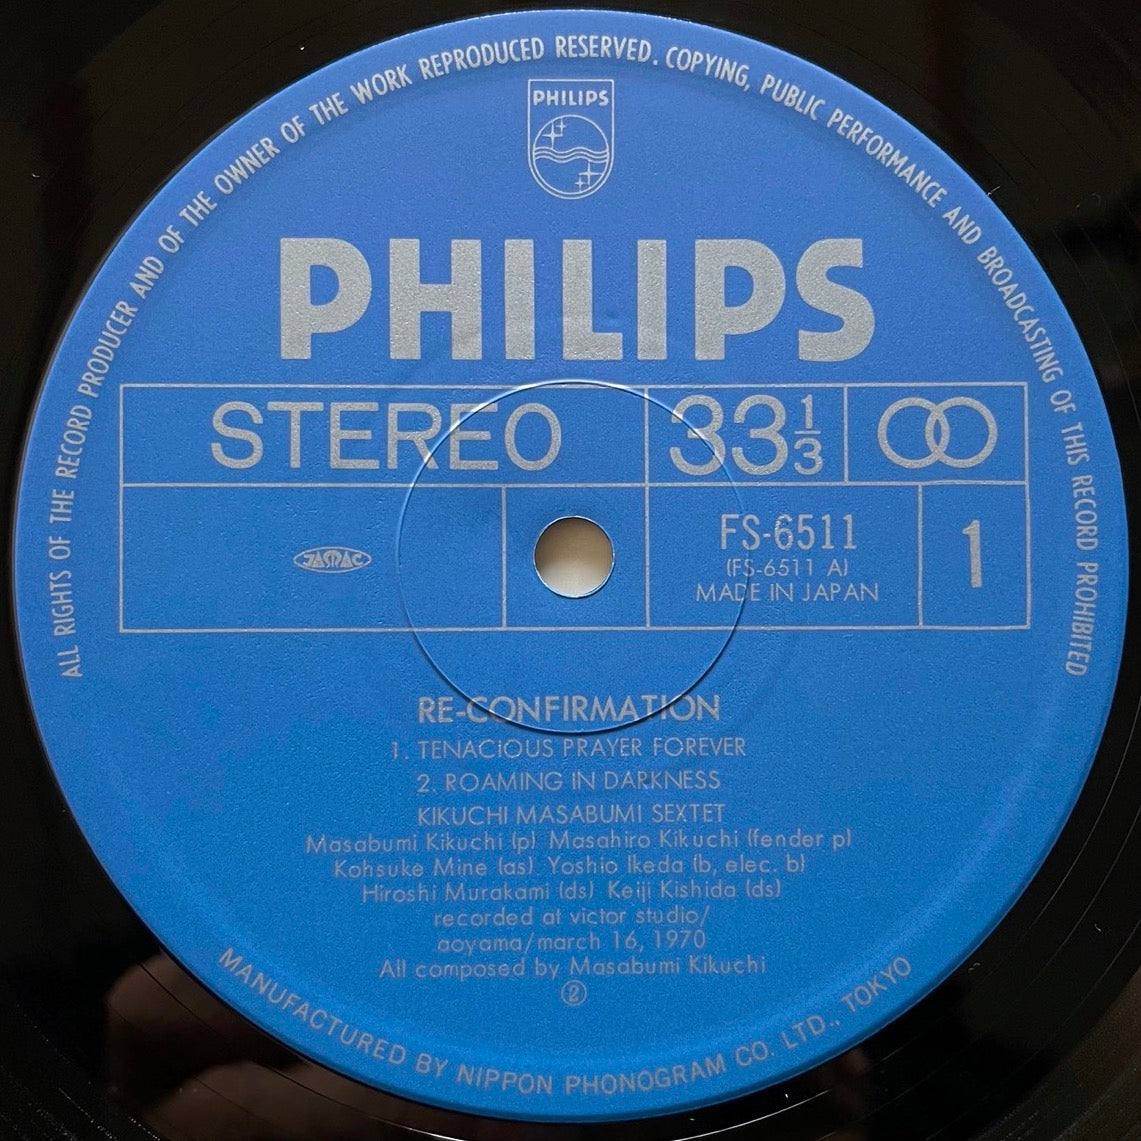 ALL RIGHTS OF THE RECORD PRODUCER AND OF THE OWNER OF THE WORK REPRODUCED RESERVED. COPYING, PUBLIC PERFORMANCE AND BROADCASTING OF THIS RECORD PROHIBITED
PHILIPS
PHILIPS
STEREO 33 1/3
JASRAC
FS-6511 1
(FS-6511 A)
MADE IN JAPAN
RE-CONFIRMATION
1. TENACIOUS PRAYER FOREVER
2. ROAMING IN DARKNESS
KIKUCHI MASABUMI SEXTET
Masabumi Kikuchi (p) Masahiro Kikuchi (fender p)
Kohsuke Mine (as) Yoshio Ikeda (b, elec. b)
Hiroshi Murakami (ds) Keiji Kishida (ds)
recorded at victor studio/
aoyama/march 16, 1970
All composed by Masabumi Kikuchi
②
MANUFACTURED BY NIPPON PHONOGRAM CO. LTD., TOKYO